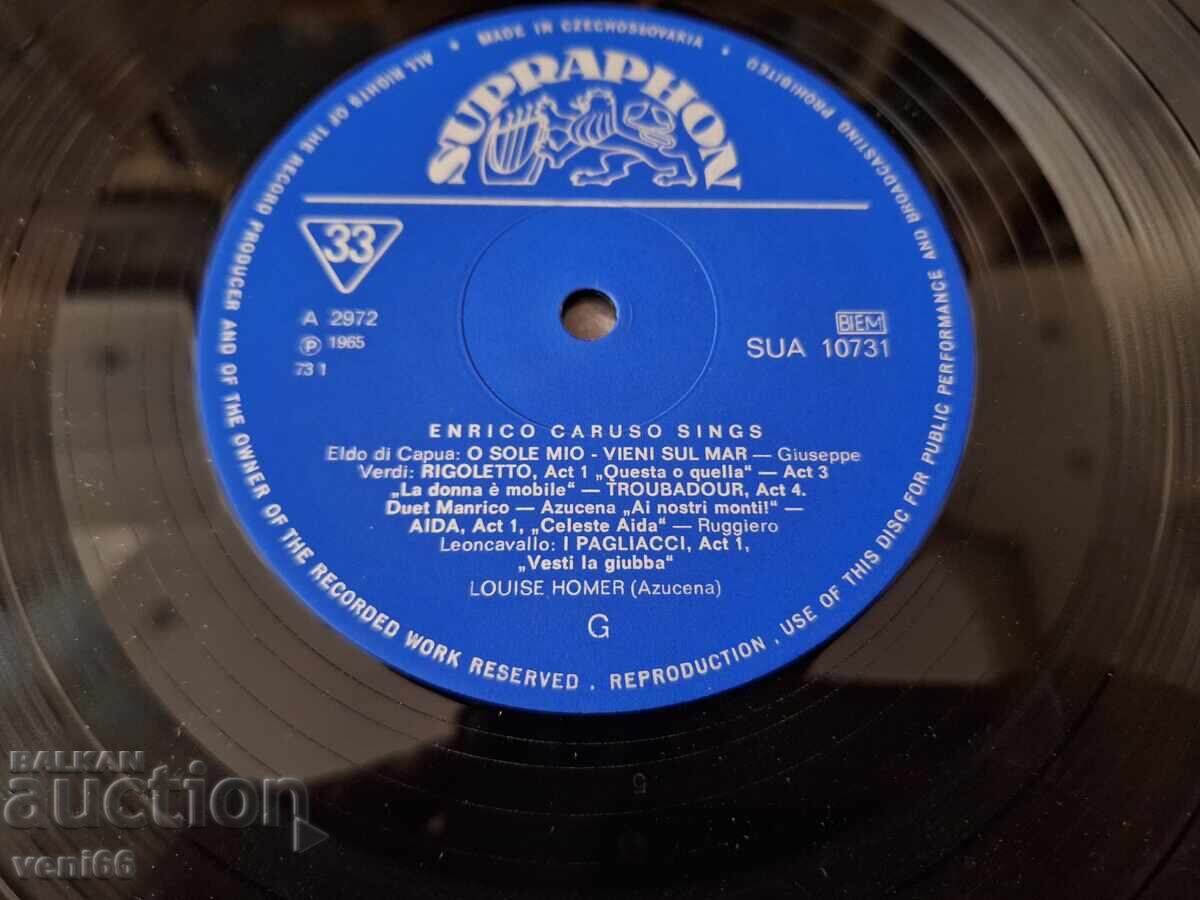 MADE IN CZECHOSLOVAKIA
SUPRAPHON
33
A 2972
℗ 1965
73 1
BIEM
SUA 10731
ENRICO CARUSO SINGS
Eldo di Capua: O SOLE MIO - VIENI SUL MAR — Giuseppe
Verdi: RIGOLETTO, Act 1 „Questa o quella“ — Act 3
„La donna è mobile“ — TROUBADOUR, Act 4.
Duet Manrico — Azucena „Ai nostri monti!“ —
AIDA, Act 1, „Celeste Aida“ — Ruggiero
Leoncavallo: I PAGLIACCI, Act 1,
„Vesti la giubba“
LOUISE HOMER (Azucena)
G
ALL RIGHTS OF THE RECORD PRODUCER AND OF THE OWNER OF THE RECORDED WORK RESERVED . REPRODUCTION . USE OF THIS DISC FOR PUBLIC PERFORMANCE AND BROADCASTING PROHIBITED
5
BALKAN
auction
veni66